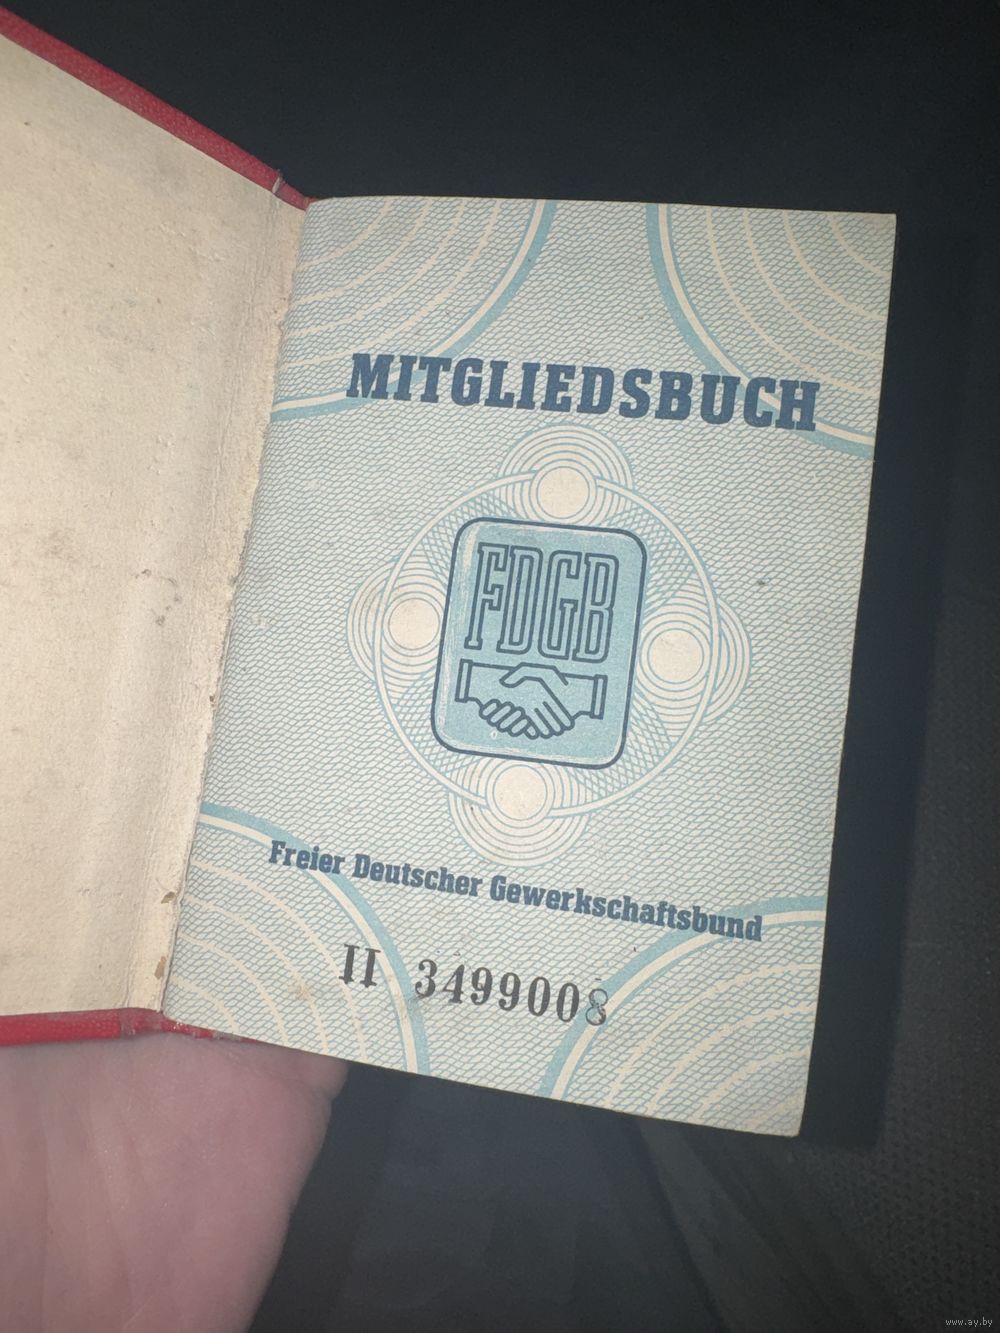 MITGLIEDSBUCH
FDGB
Freier Deutscher Gewerkschaftsbund
II 3499008
www.ay.by